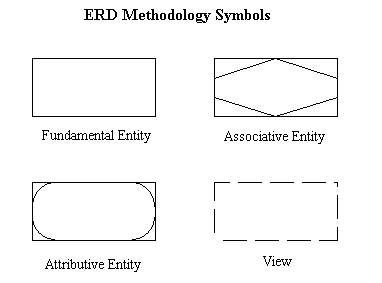 ERD Methodology Symbols
Fundamental Entity
Associative Entity
Attributive Entity
View